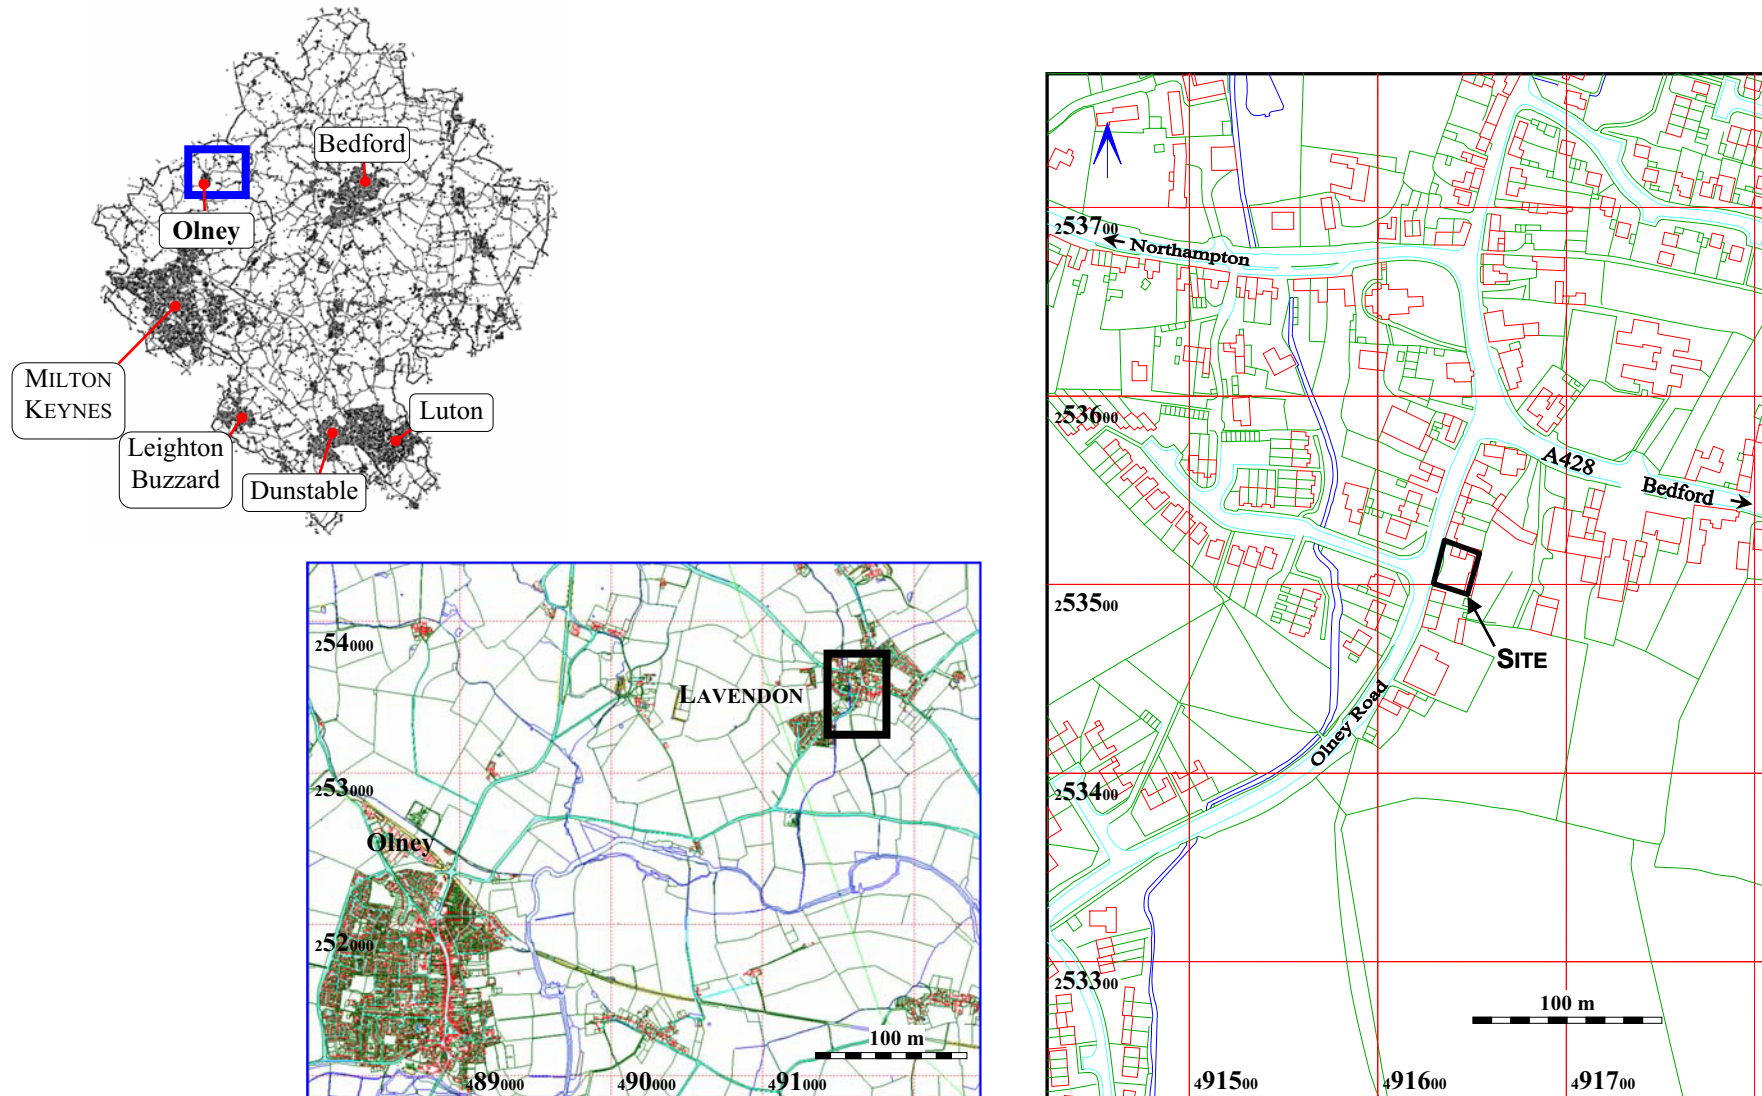 Bedford
Olney
MILTON
KEYNES
Leighton
Buzzard
Dunstable
Luton
254000
253000
252000
LAVENDON
Olney
100 m
489000
490000
491000
253700
253600
253500
253400
253300
Northampton
A428
Bedford
SITE
Olney Road
100 m
491500
491600
491700